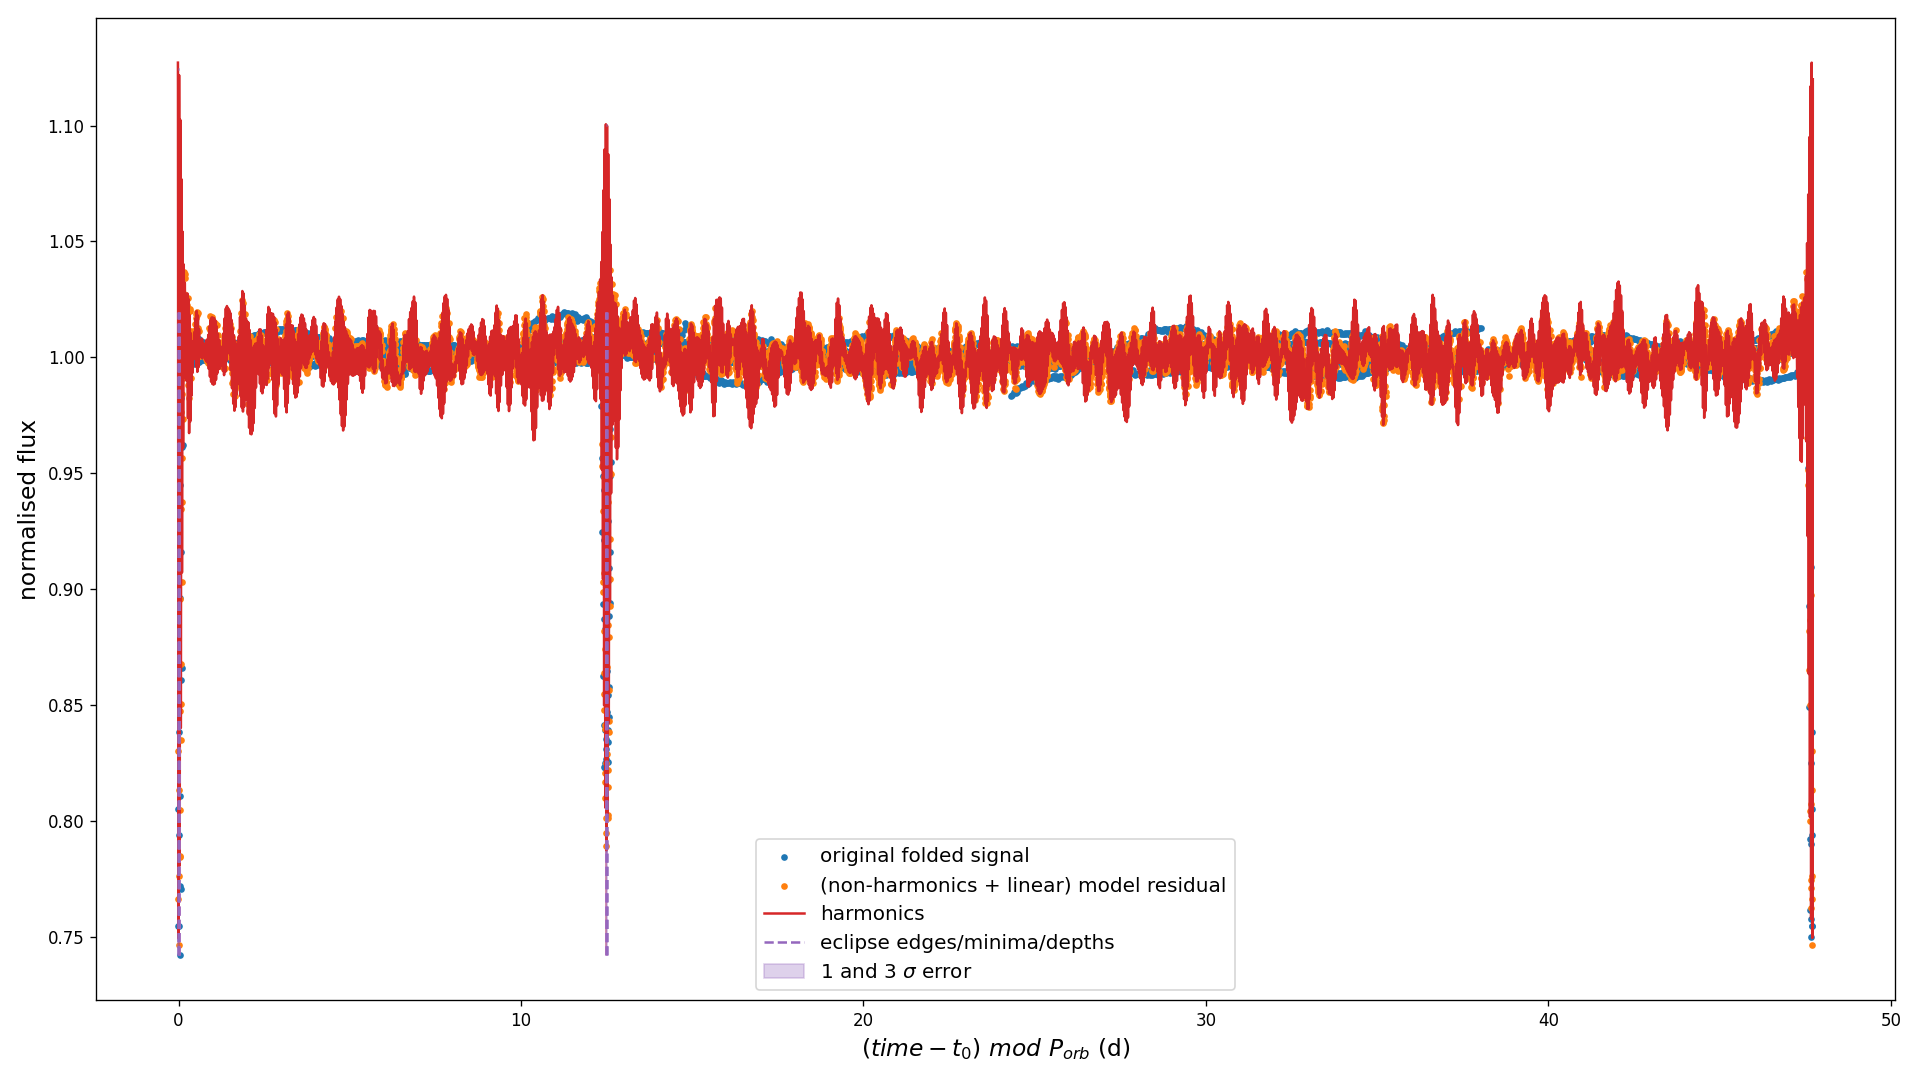 normalised flux
1.10
1.05
1.00
0.95
0.90
0.85
0.80
0.75
original folded signal
(non-harmonics + linear) model residual
harmonics
eclipse edges/minima/depths
1 and 3 σ error
0 10 20 30 40 50
(time − t₀) mod Pₒᵣb (d)